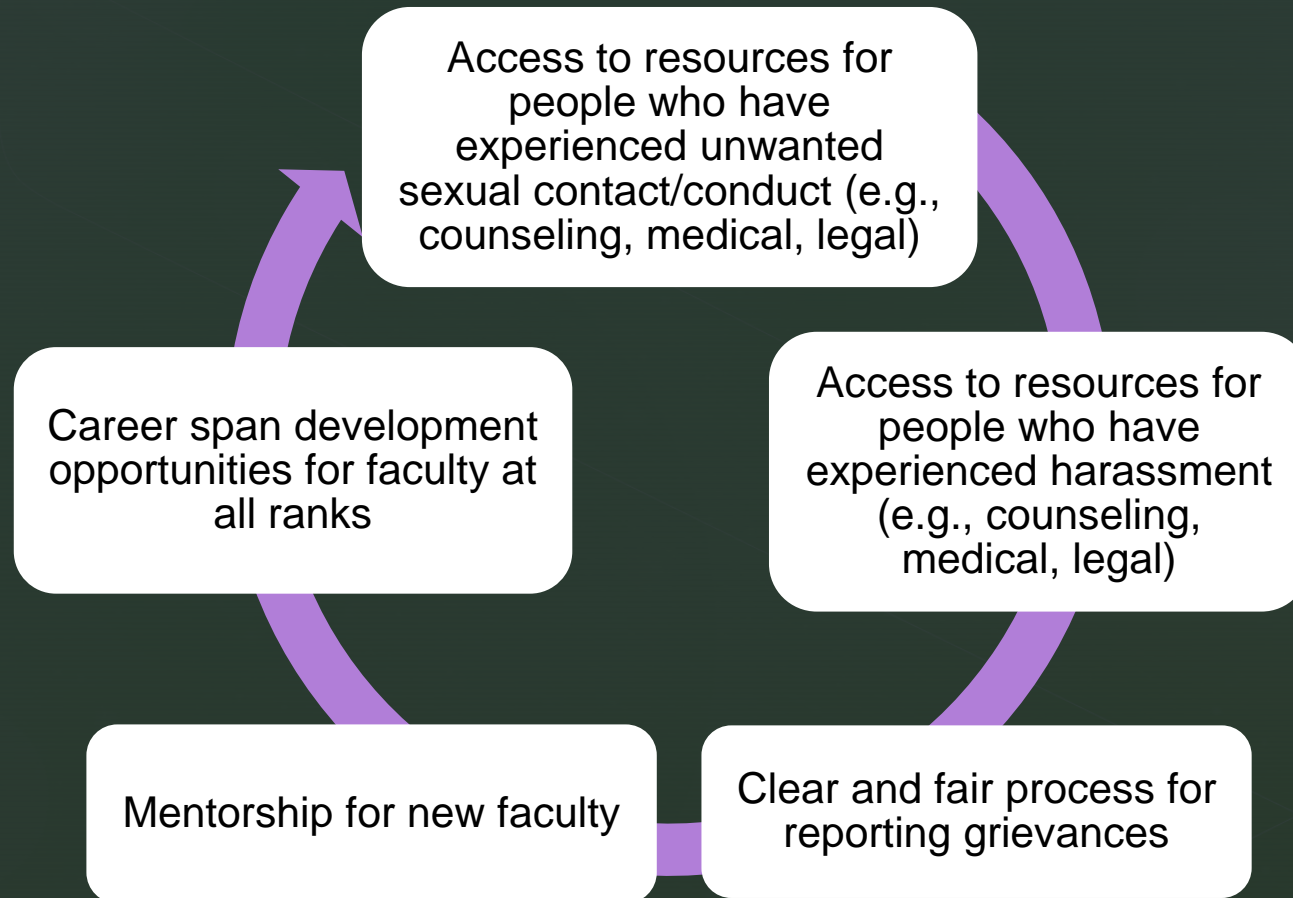 Access to resources for
people who have
experienced unwanted
sexual contact/conduct (e.g.,
counseling, medical, legal)
Access to resources for
people who have
experienced harassment
(e.g., counseling,
medical, legal)
Clear and fair process for
reporting grievances
Mentorship for new faculty
Career span development
opportunities for faculty at
all ranks